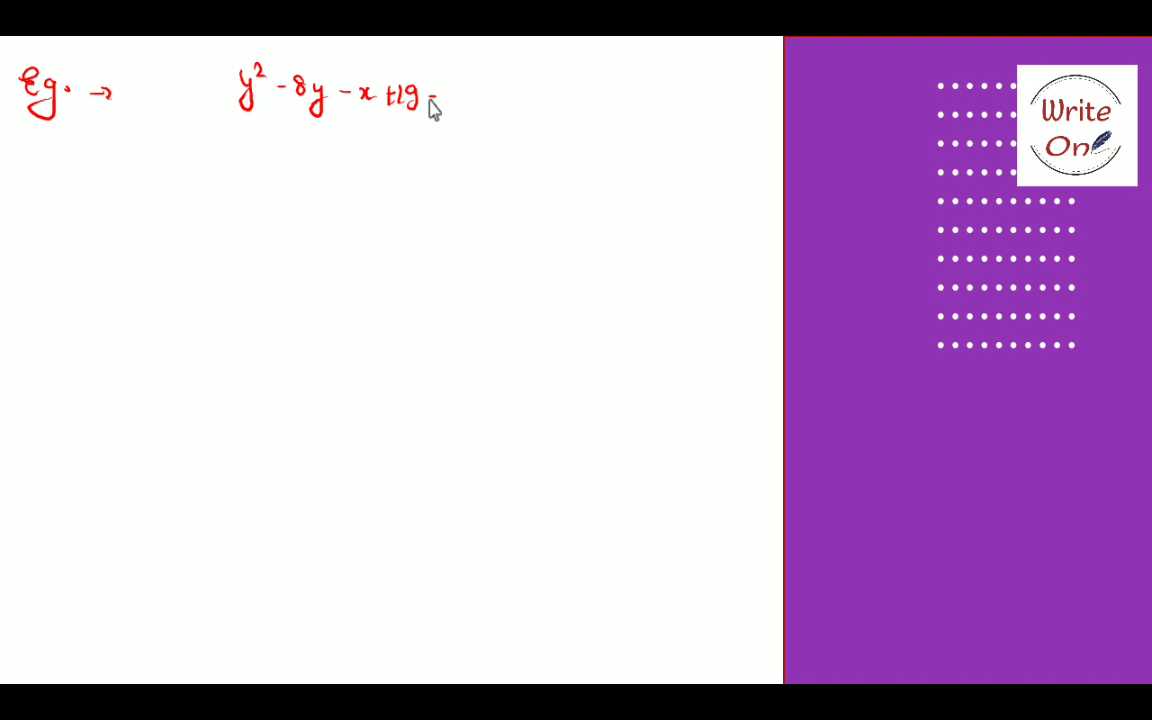 Eg. → y² - 8y - x + 19 =
Write
On